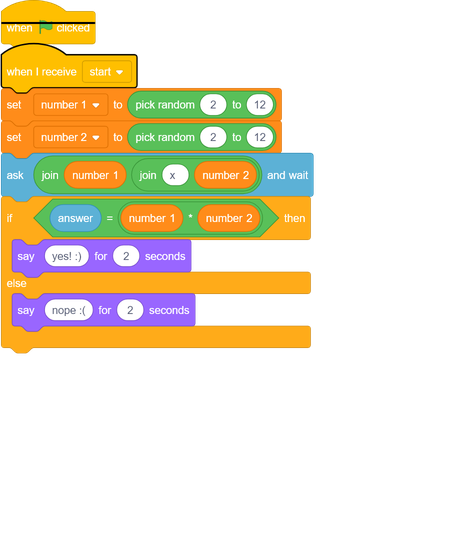 when clicked
when I receive start
set number 1 to pick random 2 to 12
set number 2 to pick random 2 to 12
ask join number 1 join x number 2 and wait
if answer = number 1 * number 2 then
say yes! :) for 2 seconds
else
say nope :( for 2 seconds